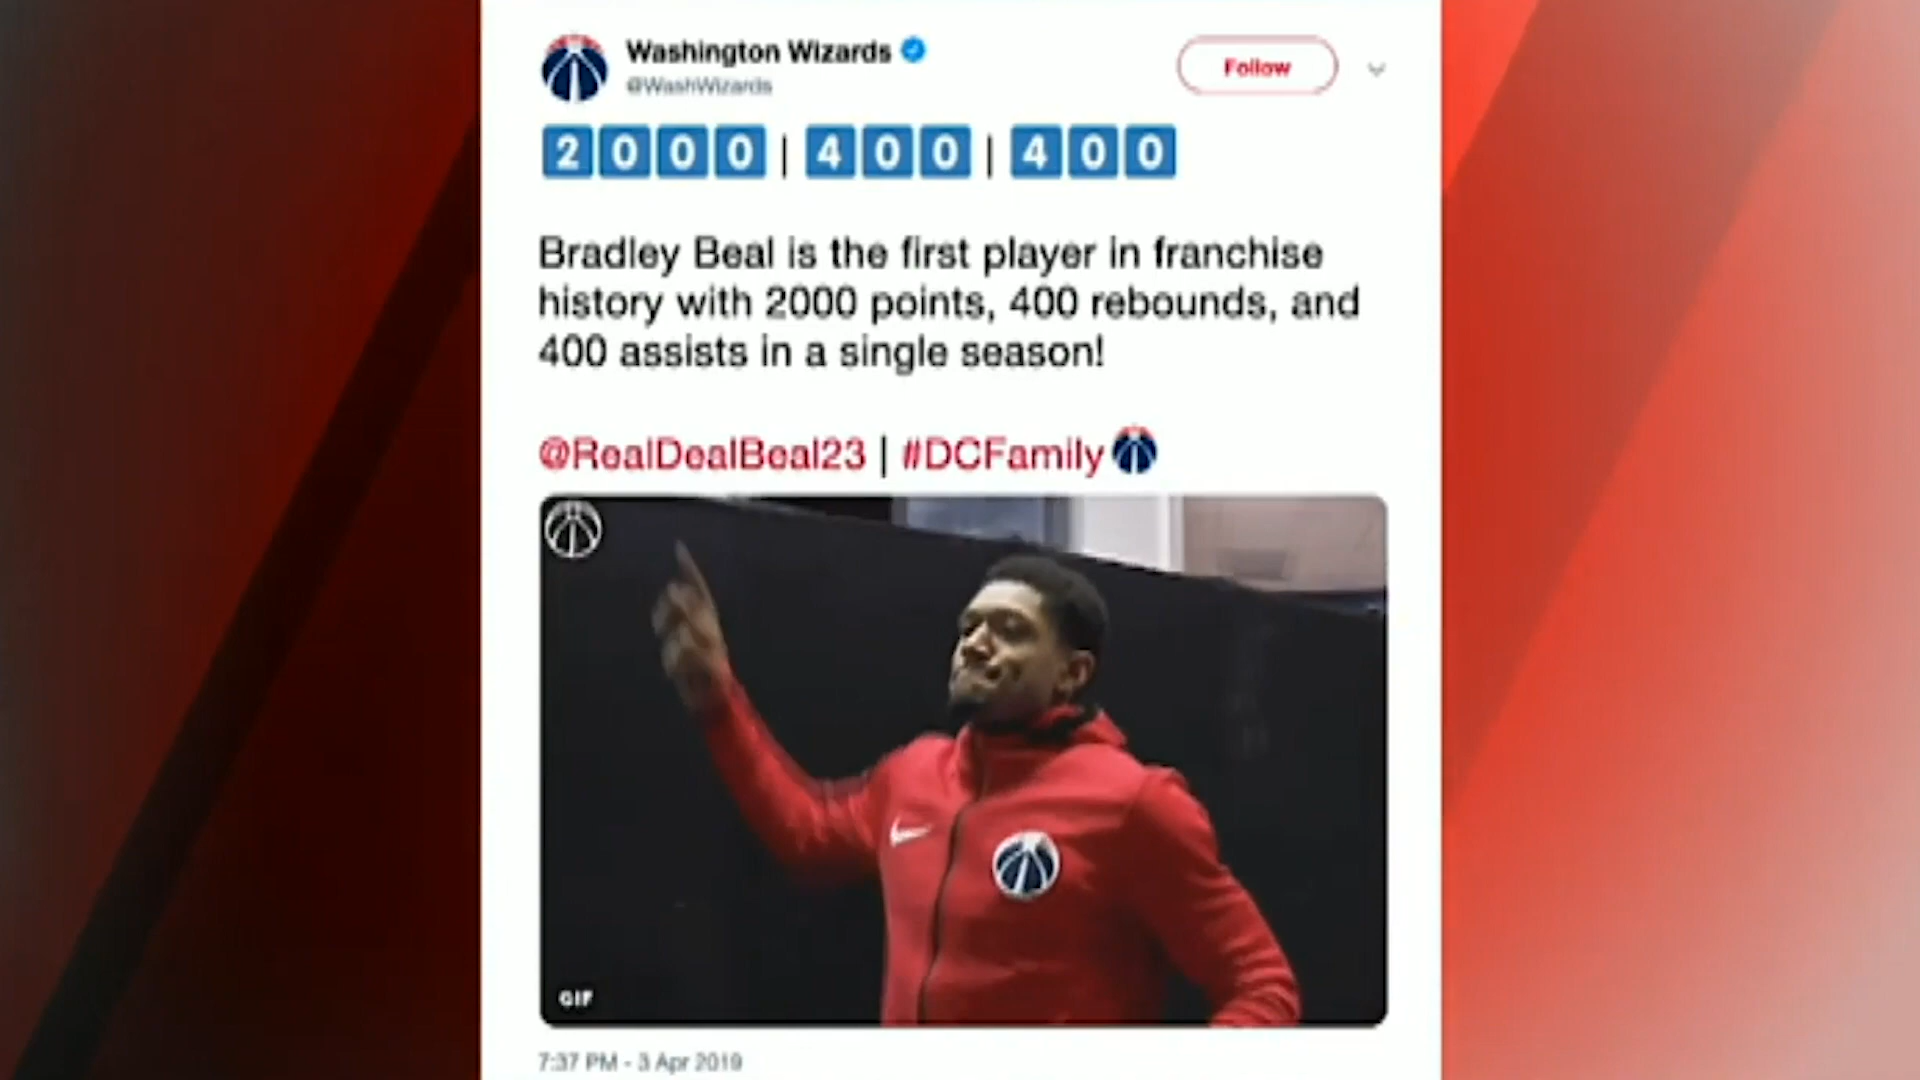 Washington Wizards
@WashWizards
Follow
2000 | 400 | 400
Bradley Beal is the first player in franchise
history with 2000 points, 400 rebounds, and
400 assists in a single season!
@RealDealBeal23 | #DCFamily
GIF
7:37 PM - 3 Apr 2019